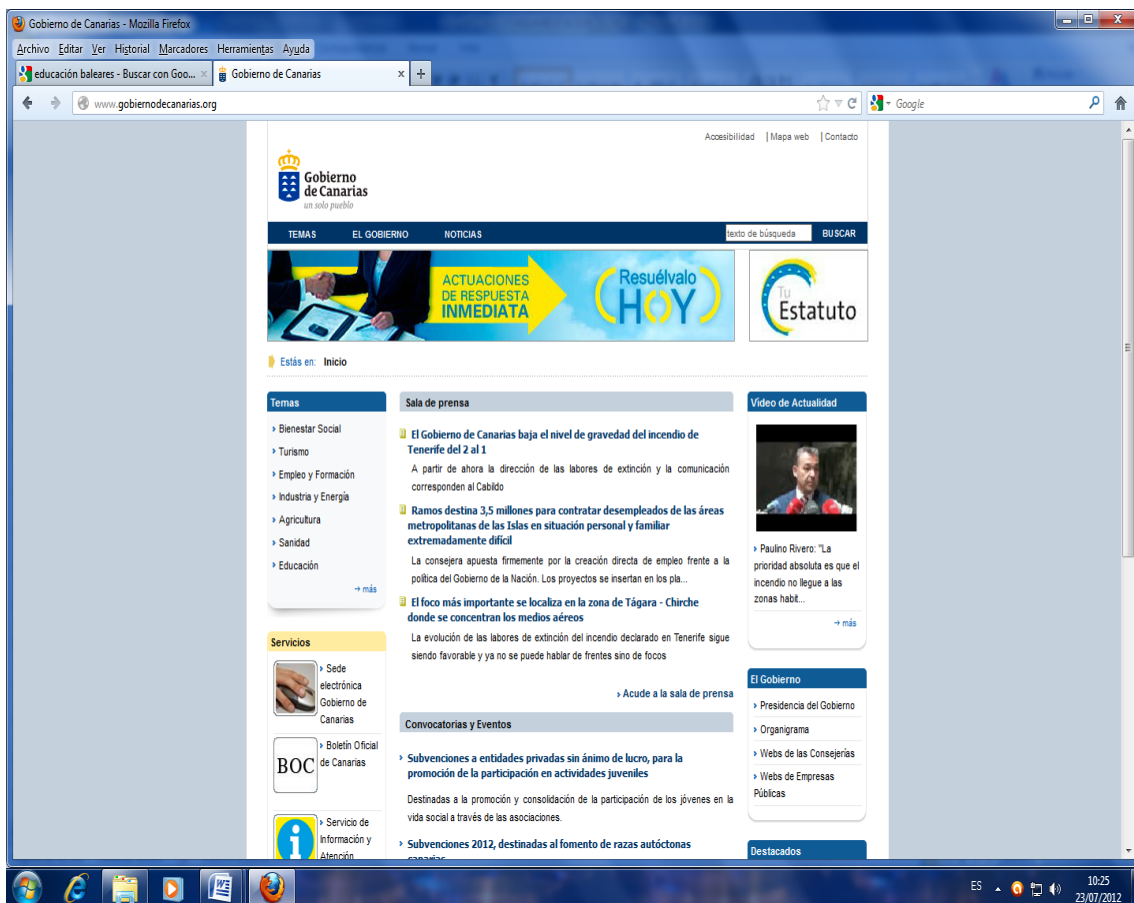 Gobierno de Canarias - Mozilla Firefox
Archivo Editar Ver Historial Marcadores Herramientas Ayuda
educación baleares - Buscar con Goo...
Gobierno de Canarias
www.gobiernodecanarias.org
Google
Accesibilidad | Mapa web | Contacto
Gobierno
de Canarias
un solo pueblo
TEMAS EL GOBIERNO NOTICIAS
texto de búsqueda BUSCAR
ACTUACIONES
DE RESPUESTA
INMEDIATA
Resuélvalo
HOY
Tu
Estatuto
Estás en: Inicio
Temas
Bienestar Social
Turismo
Empleo y Formación
Industria y Energía
Agricultura
Sanidad
Educación
más
Servicios
Sede
electrónica
Gobierno de
Canarias
BOC
Boletín Oficial
de Canarias
Servicio de
Información y
Atención
Sala de prensa
El Gobierno de Canarias baja el nivel de gravedad del incendio de
Tenerife del 2 al 1
A partir de ahora la dirección de las labores de extinción y la comunicación
corresponden al Cabildo
Ramos destina 3,5 millones para contratar desempleados de las áreas
metropolitanas de las Islas en situación personal y familiar
extremadamente difícil
La consejera apuesta firmemente por la creación directa de empleo frente a la
política del Gobierno de la Nación. Los proyectos se insertan en los pla...
El foco más importante se localiza en la zona de Tágara - Chirche
donde se concentran los medios aéreos
La evolución de las labores de extinción del incendio declarado en Tenerife sigue
siendo favorable y ya no se puede hablar de frentes sino de focos
Acude a la sala de prensa
Convocatorias y Eventos
Subvenciones a entidades privadas sin ánimo de lucro, para la
promoción de la participación en actividades juveniles
Destinadas a la promoción y consolidación de la participación de los jóvenes en la
vida social a través de las asociaciones.
Subvenciones 2012, destinadas al fomento de razas autóctonas
canarias
Vídeo de Actualidad
Paulino Rivero: "La
prioridad absoluta es que el
incendio no llegue a las
zonas habit...
más
El Gobierno
Presidencia del Gobierno
Organigrama
Webs de las Consejerías
Webs de Empresas
Públicas
Destacados
ES
10:25
23/07/2012